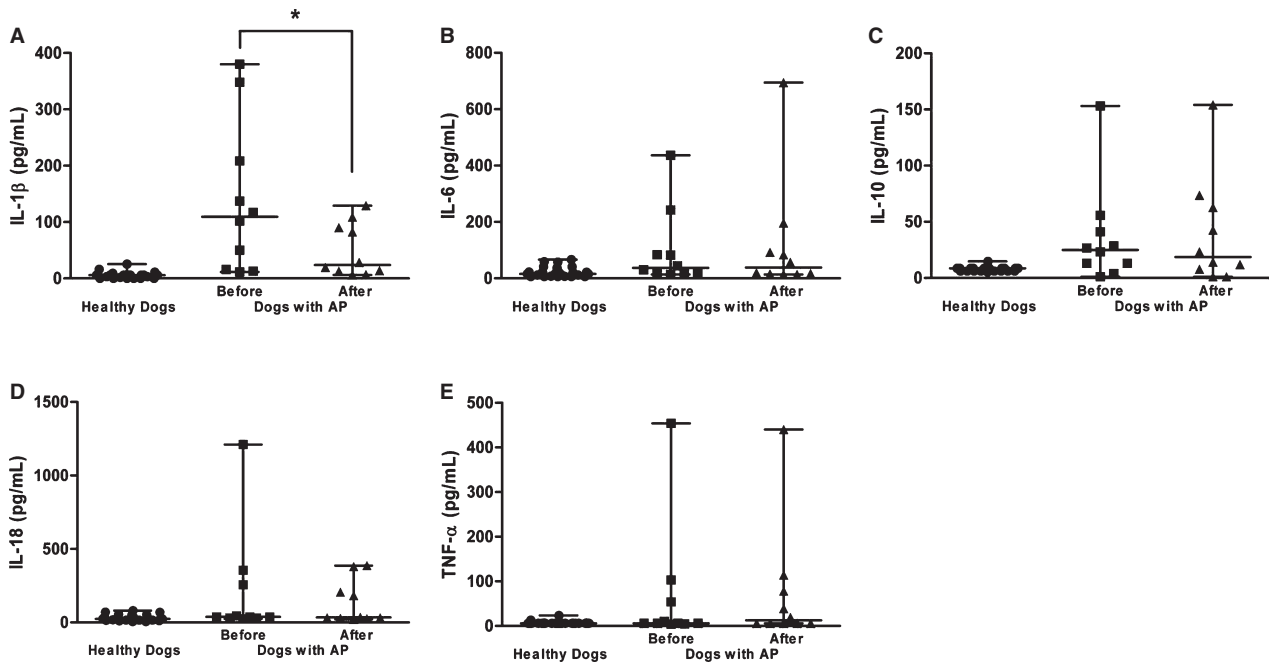 A
*
400
300
200
100
0
IL-1β (pg/mL)
Before After
Healthy Dogs Dogs with AP
B
800
600
400
200
0
IL-6 (pg/mL)
Before After
Healthy Dogs Dogs with AP
C
200
150
100
50
0
IL-10 (pg/mL)
Before After
Healthy Dogs Dogs with AP
D
1500
1000
500
0
IL-18 (pg/mL)
Before After
Healthy Dogs Dogs with AP
E
500
400
300
200
100
0
TNF-α (pg/mL)
Before After
Healthy Dogs Dogs with AP